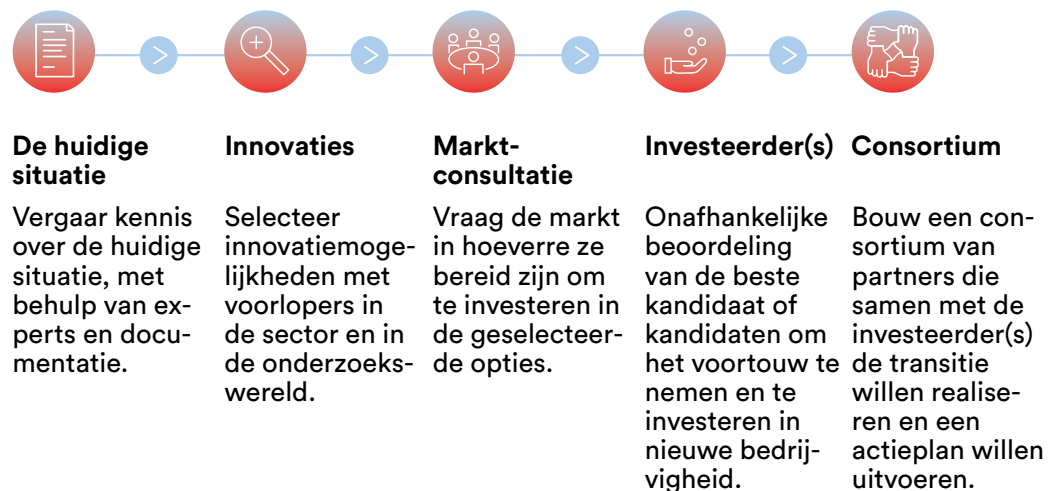 De huidige
situatie
Vergaar kennis
over de huidige
situatie, met
behulp van ex-
perts en docu-
mentatie.
Innovaties
Selecteer
innovatiemoge-
lijkheden met
voorlopers in
de sector en in
de onderzoeks-
wereld.
Markt-
consultatie
Vraag de markt
in hoeverre ze
bereid zijn om
te investeren in
de geselecteer-
de opties.
Investeerder(s)
Onafhankelijke
beoordeling
van de beste
kandidaat of
kandidaten om
het voortouw te
nemen en te
investeren in
nieuwe bedrij-
vigheid.
Consortium
Bouw een con-
sortium van
partners die
samen met de
investeerder(s)
de transitie
willen realise-
ren en een
actieplan willen
uitvoeren.